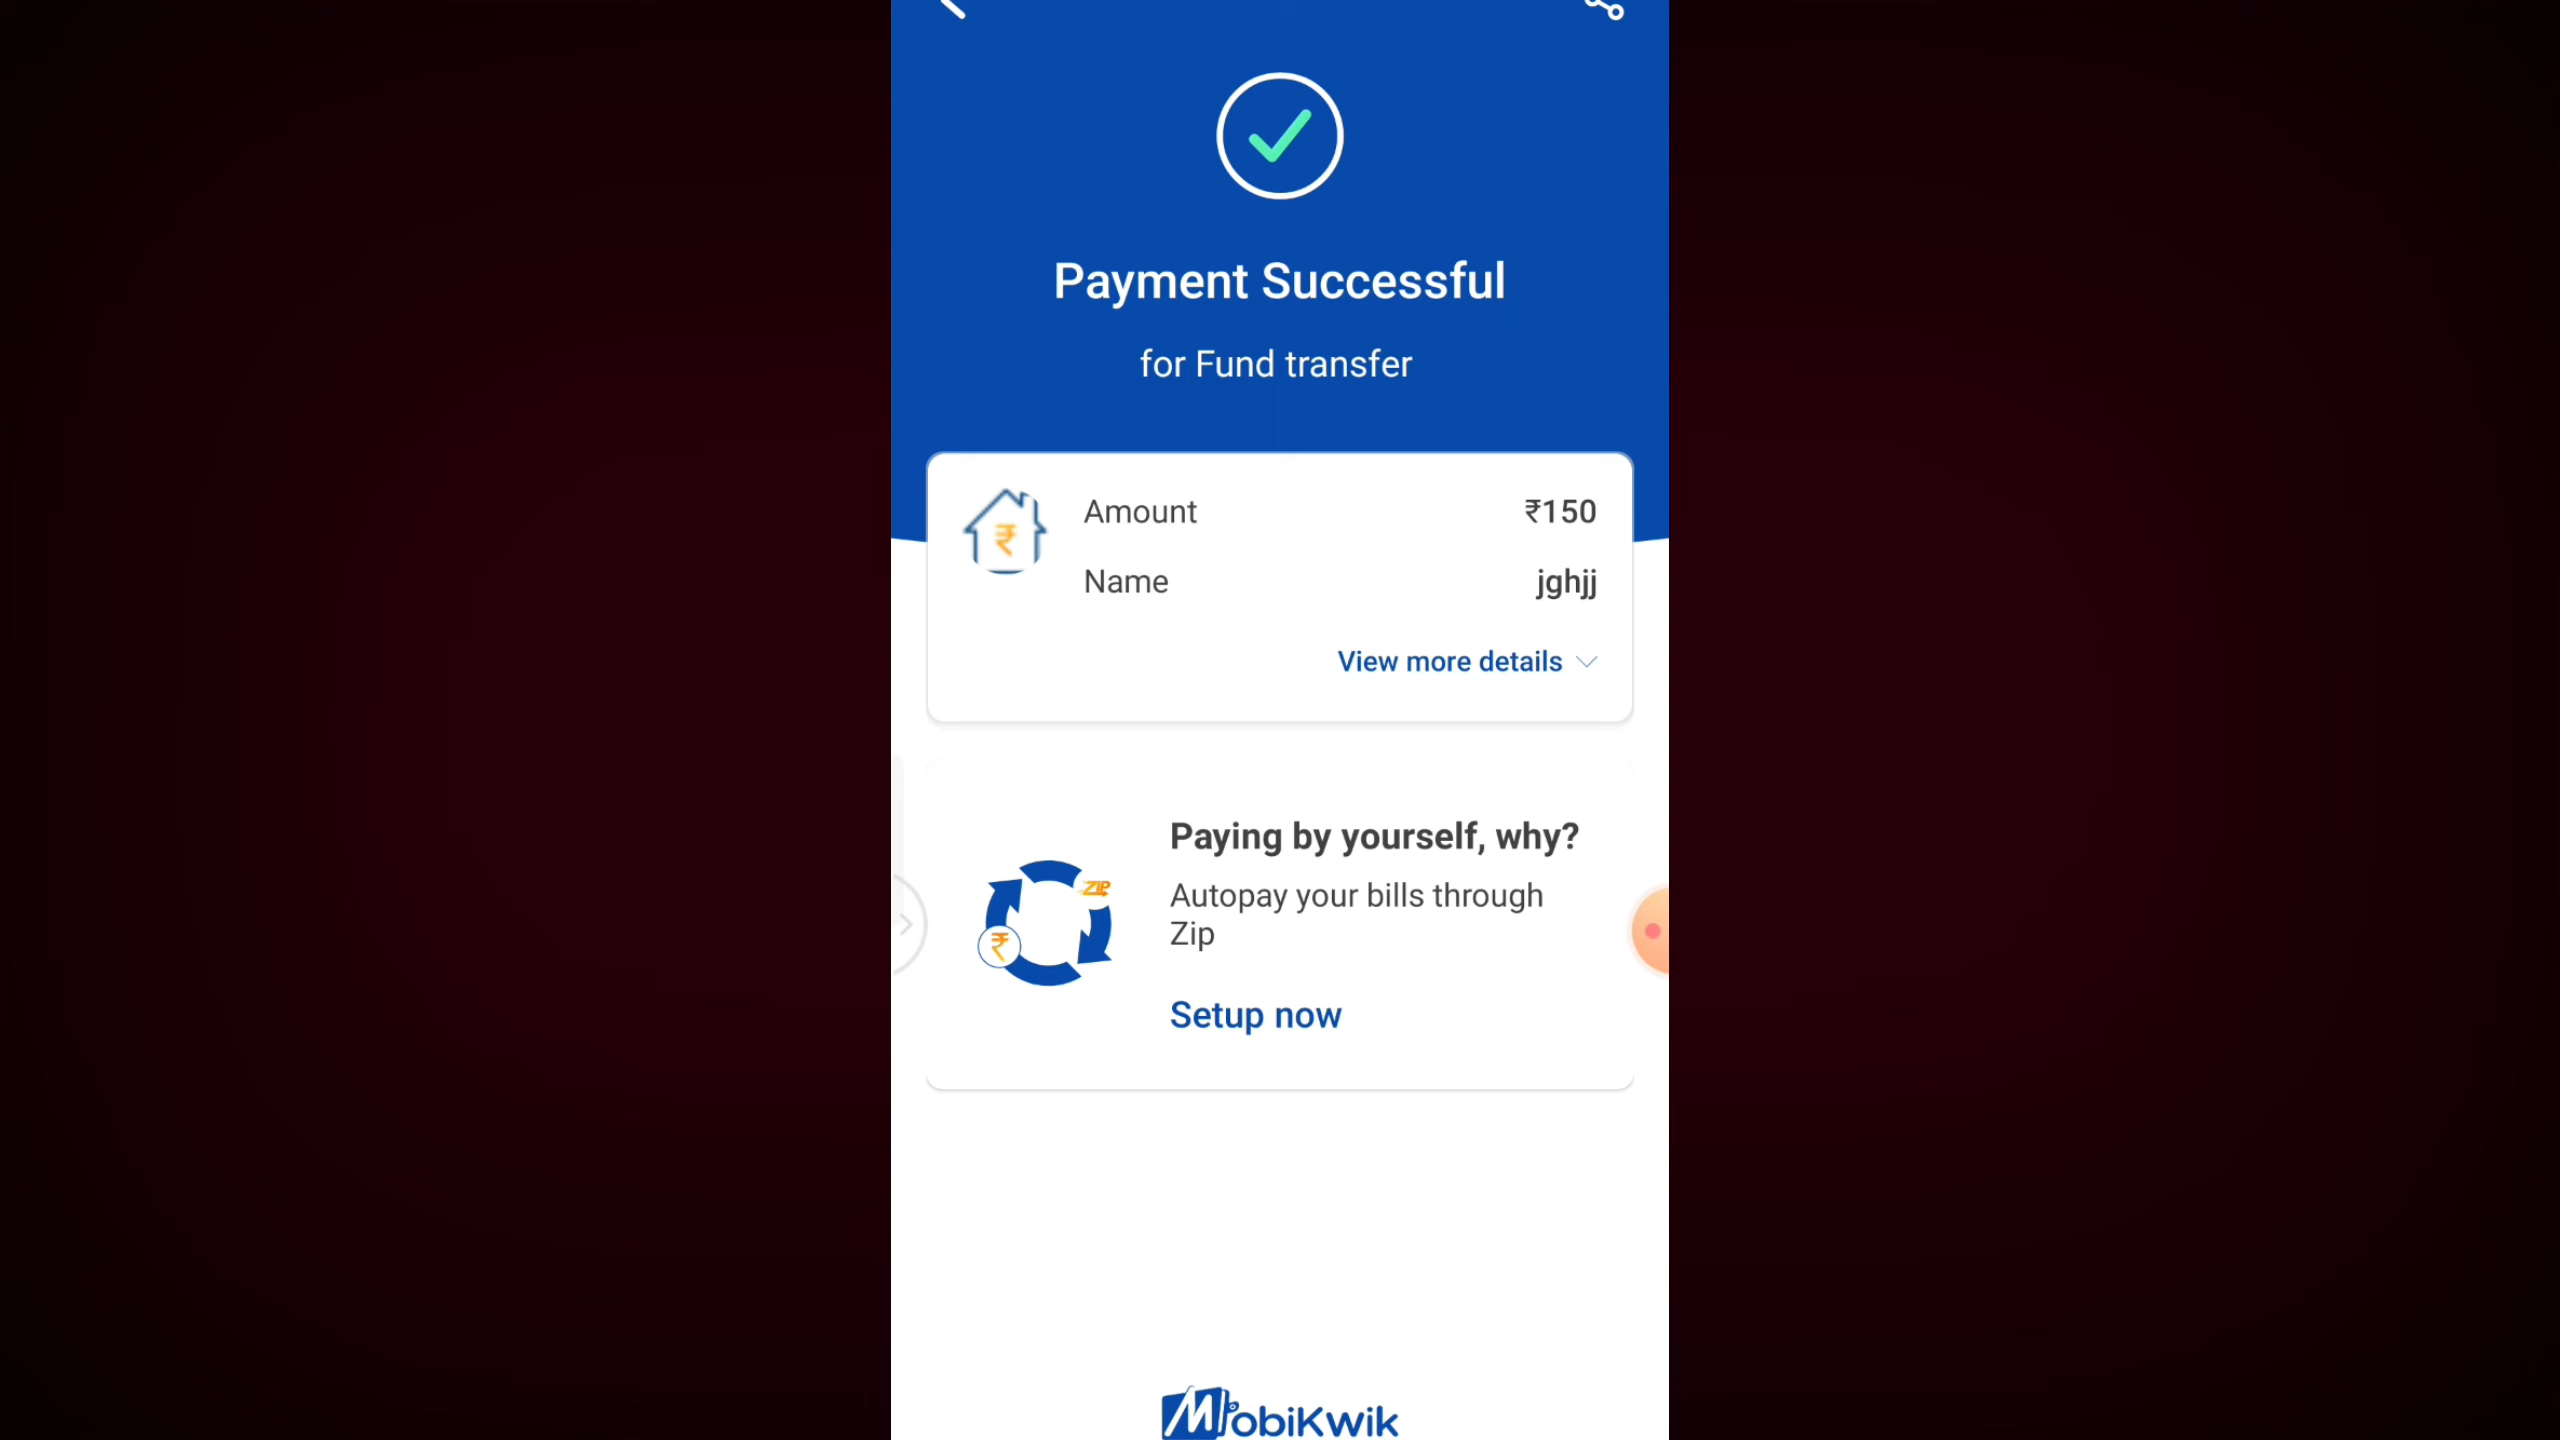 Payment Successful
for Fund transfer
Amount ₹150
Name jghjj
View more details
Paying by yourself, why?
Autopay your bills through
Zip
ZIP
₹
Setup now
MobiKwik